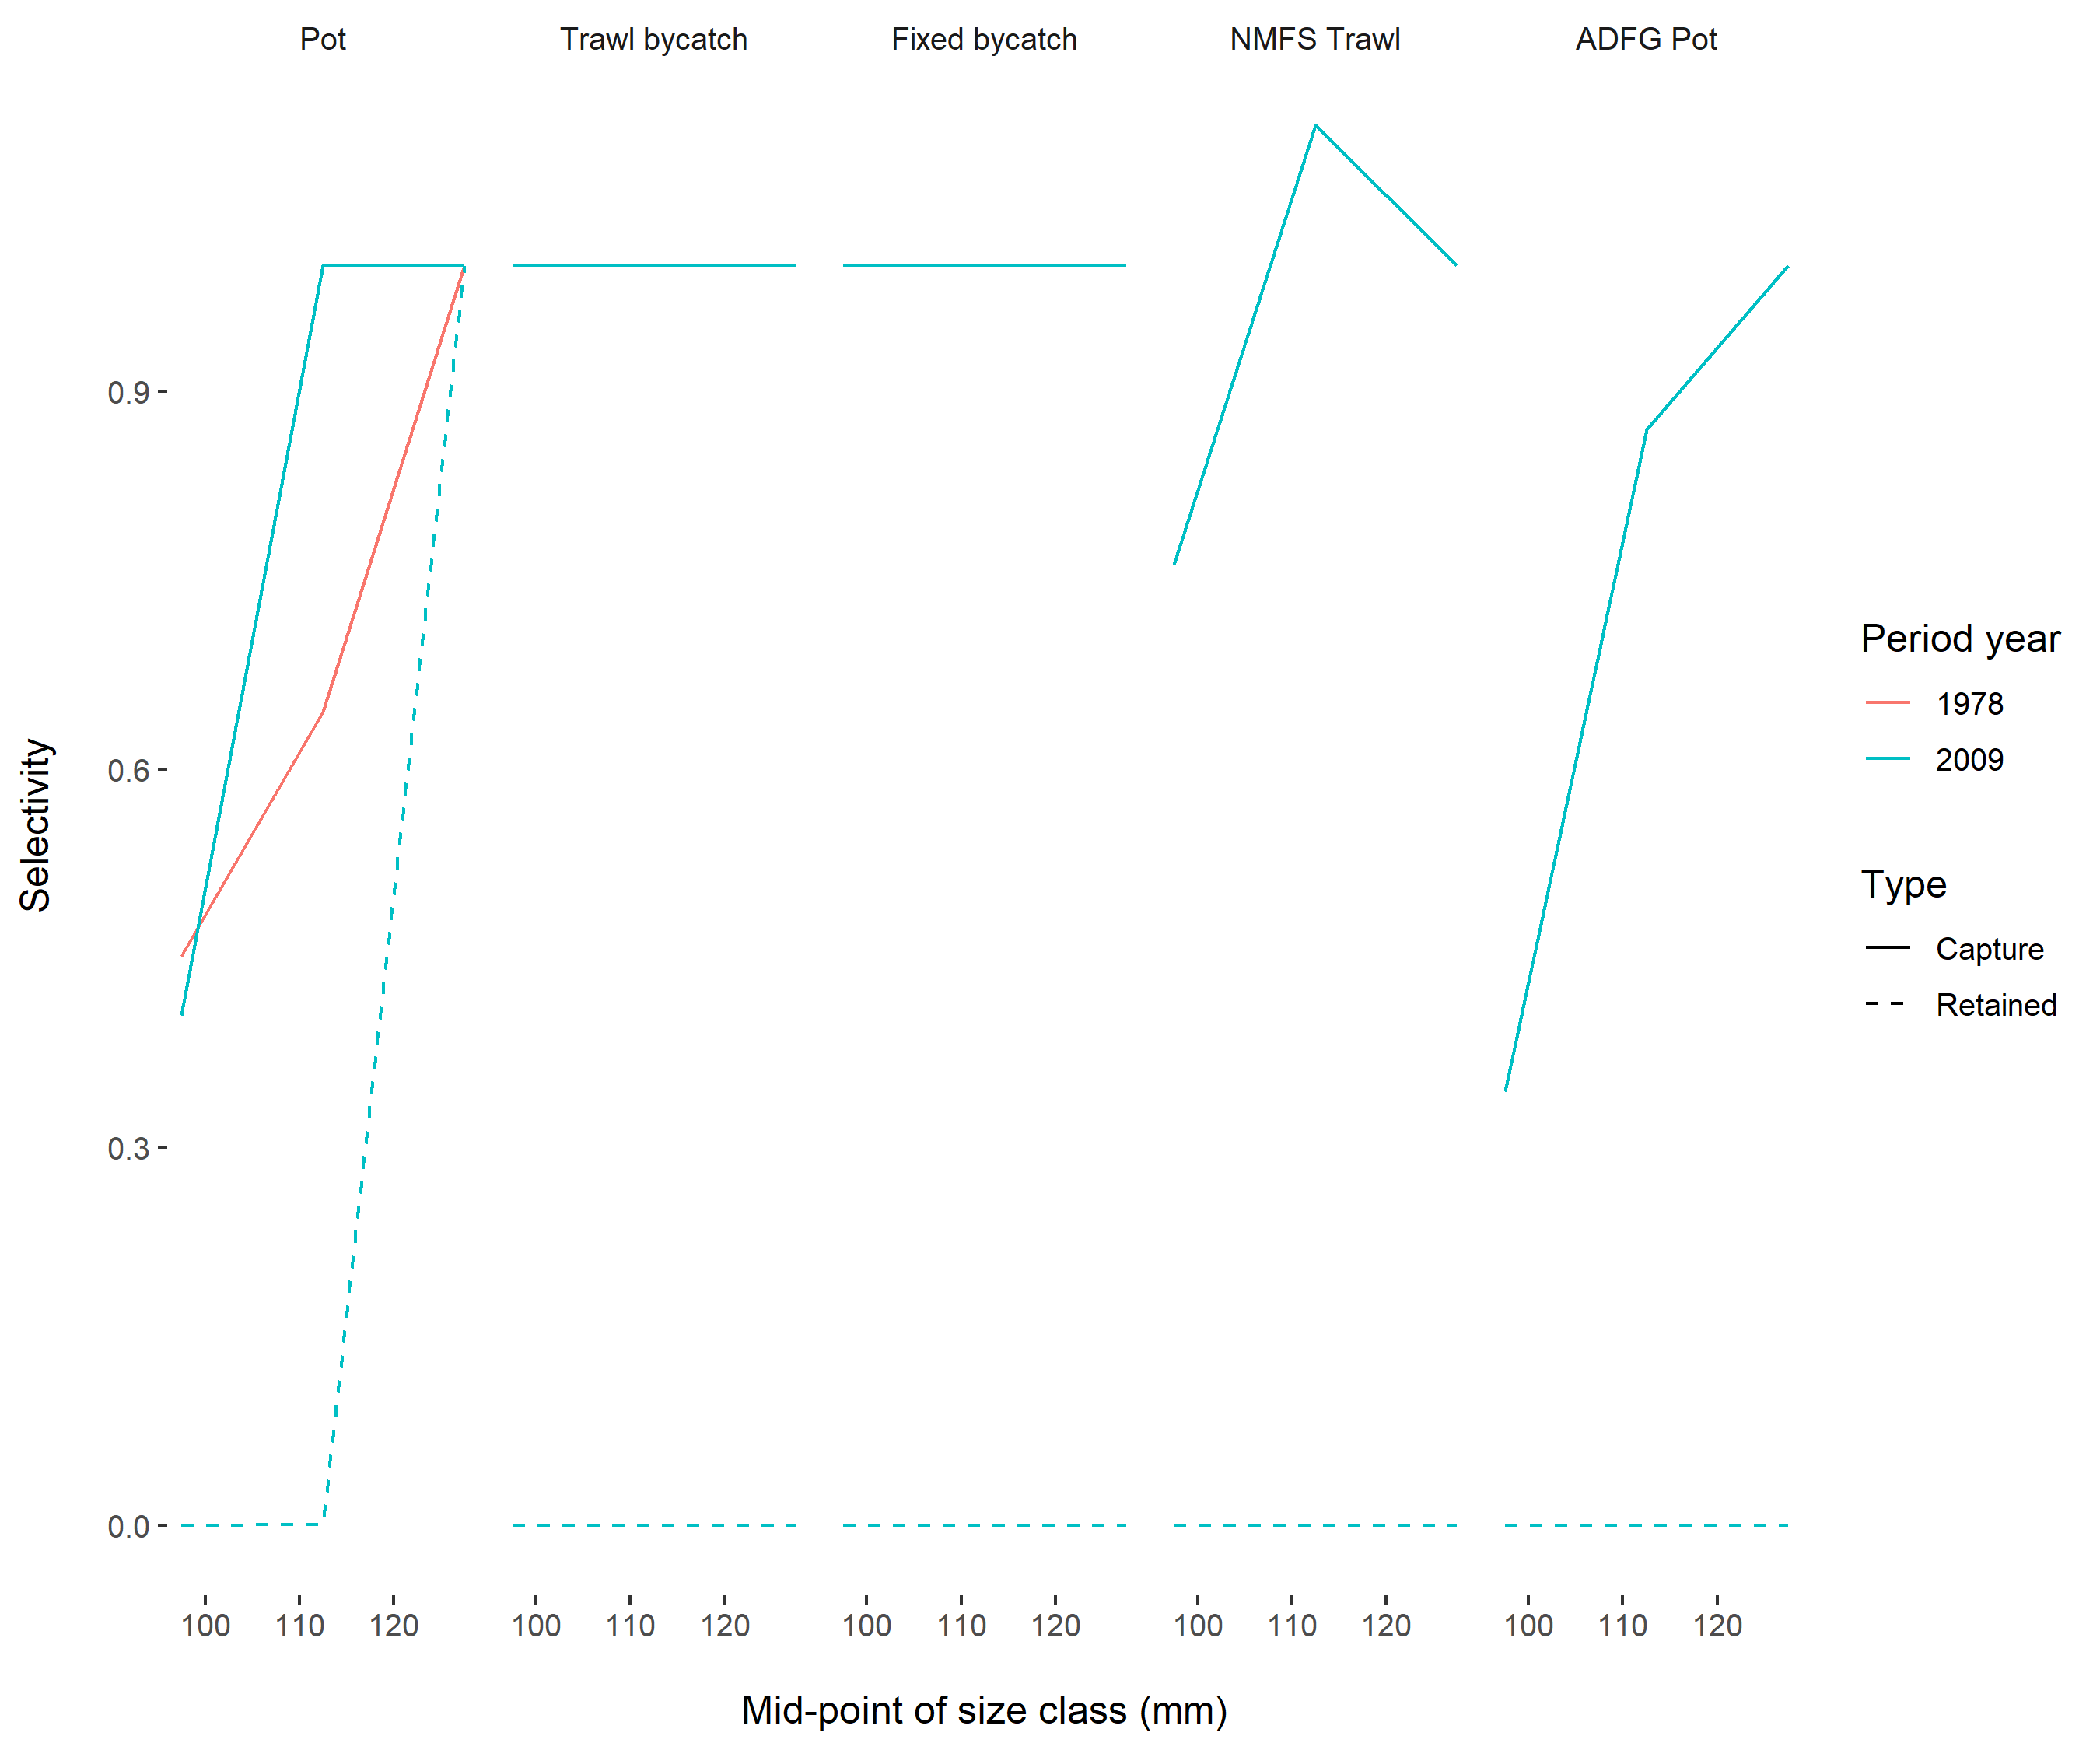 Pot Trawl bycatch Fixed bycatch NMFS Trawl ADFG Pot
0.9
0.6
0.3
0.0
Selectivity
100 110 120 100 110 120 100 110 120 100 110 120 100 110 120
Mid-point of size class (mm)
Period year
1978
2009
Type
Capture
Retained